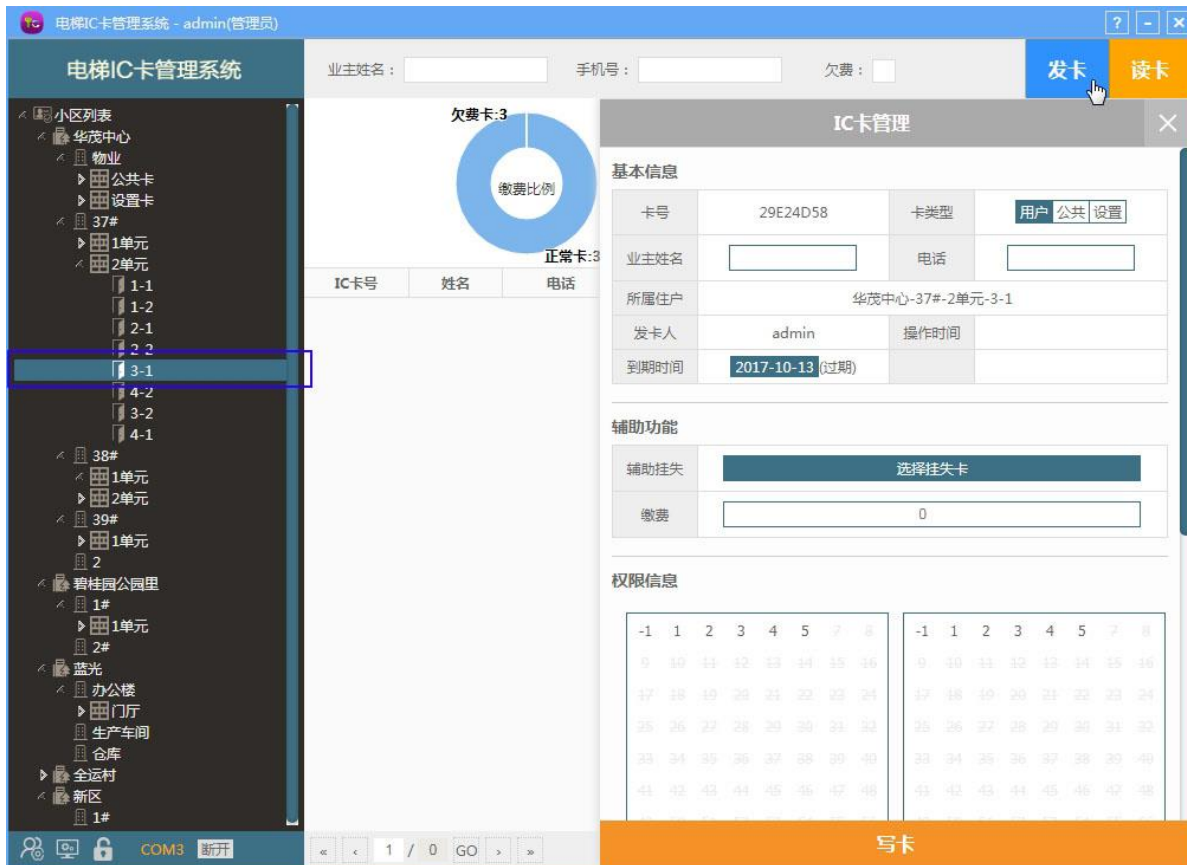 电梯IC卡管理系统 - admin(管理员)
? - ×
电梯IC卡管理系统
业主姓名： 手机号： 欠费： 发卡 读卡
小区列表
华茂中心
物业
公共卡
设置卡
37#
1单元
2单元
1-1
1-2
2-1
2-2
3-1
4-2
3-2
4-1
38#
1单元
2单元
39#
1单元
2
碧桂园公园里
1#
1单元
2#
蓝光
办公楼
门厅
生产车间
仓库
全运村
新区
1#
COM3 断开
欠费卡:3
缴费比例
正常卡:3
IC卡号 姓名 电话
« ‹ 1 / 0 GO › »
IC卡管理
基本信息
卡号 29E24D58 卡类型 用户 公共 设置
业主姓名 电话
所属住户 华茂中心-37#-2单元-3-1
发卡人 admin 操作时间
到期时间 2017-10-13 (过期)
辅助功能
辅助挂失 选择挂失卡
缴费 0
权限信息
-1 1 2 3 4 5 7 8 -1 1 2 3 4 5 7 8
9 10 11 12 13 14 15 16 9 10 11 12 13 14 15 16
17 18 19 20 21 22 23 24 17 18 19 20 21 22 23 24
25 26 27 28 29 30 31 32 25 26 27 28 29 30 31 32
33 34 35 36 37 38 39 40 33 34 35 36 37 38 39 40
41 42 43 44 45 46 47 48 41 42 43 44 45 46 47 48
写卡